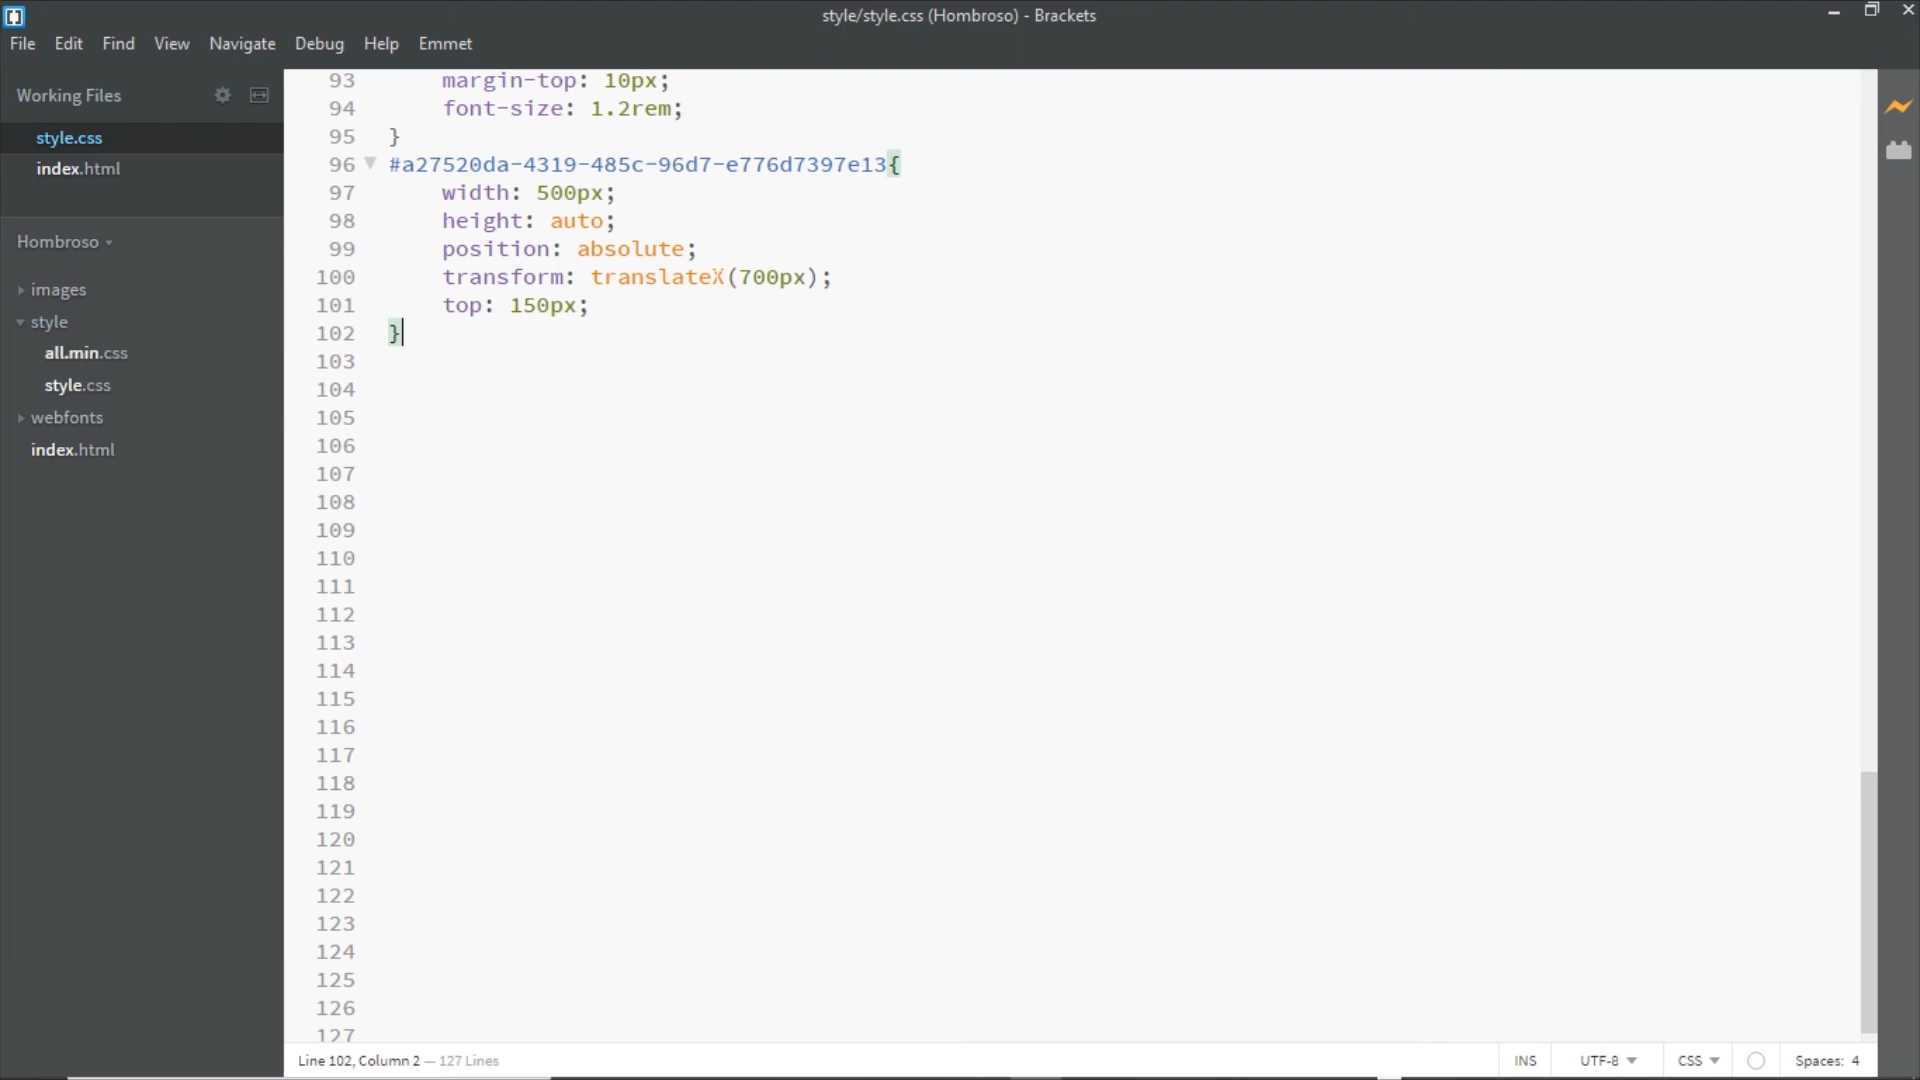 style/style.css (Hombroso) - Brackets
File Edit Find View Navigate Debug Help Emmet
Working Files
style.css
index.html
Hombroso
images
style
all.min.css
style.css
webfonts
index.html
93 margin-top: 10px;
94 font-size: 1.2rem;
95 }
96 #a27520da-4319-485c-96d7-e776d7397e13{
97 width: 500px;
98 height: auto;
99 position: absolute;
100 transform: translateX(700px);
101 top: 150px;
102 }
103
104
105
106
107
108
109
110
111
112
113
114
115
116
117
118
119
120
121
122
123
124
125
126
127
Line 102, Column 2 — 127 Lines
INS UTF-8 CSS Spaces: 4